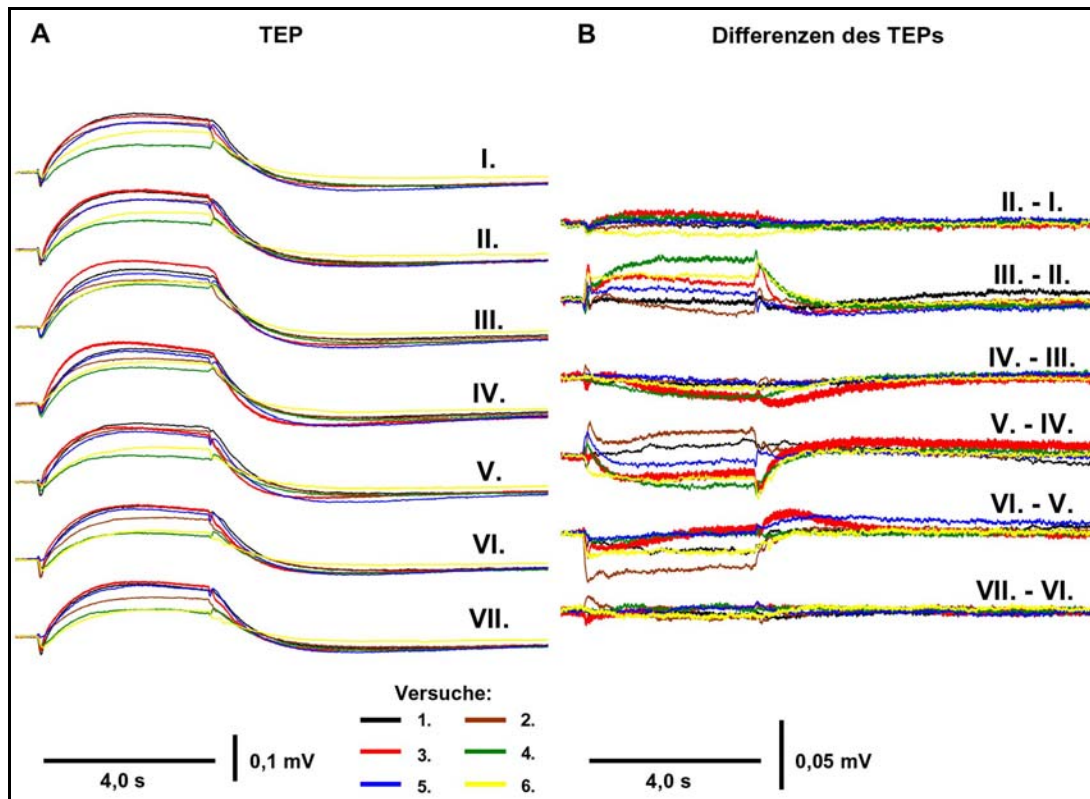 A
TEP
I.
II.
III.
IV.
V.
VI.
VII.
B
Differenzen des TEPs
II. - I.
III. - II.
IV. - III.
V. - IV.
VI. - V.
VII. - VI.
Versuche:
1. 2.
3. 4.
5. 6.
4,0 s
0,1 mV
4,0 s
0,05 mV